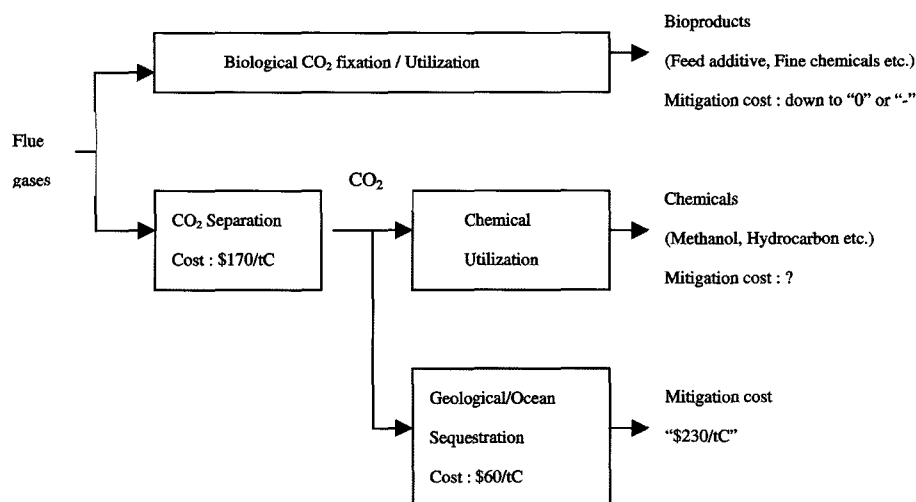 Biological CO₂ fixation / Utilization
Bioproducts
(Feed additive, Fine chemicals etc.)
Mitigation cost : down to “0” or “-”
Flue
gases
CO₂ Separation
Cost : $170/tC
CO₂
Chemical
Utilization
Chemicals
(Methanol, Hydrocarbon etc.)
Mitigation cost : ?
Geological/Ocean
Sequestration
Cost : $60/tC
Mitigation cost
“$230/tC”